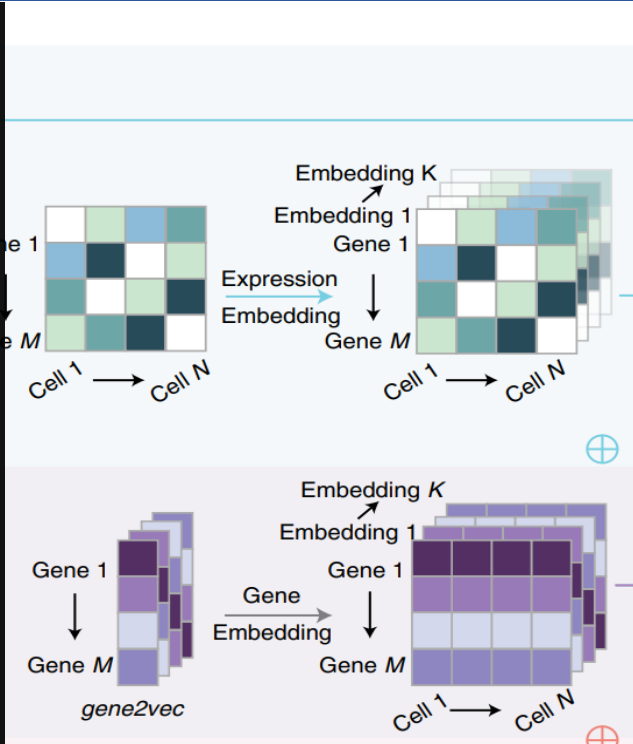 Embedding K
Embedding 1
Gene 1
Expression
Embedding
Gene M
M
Cell 1
Cell N
Cell 1
Cell N
Embedding K
Embedding 1
Gene 1
Gene 1
Gene
Embedding
Gene M
Gene M
gene2vec
Cell 1
Cell N